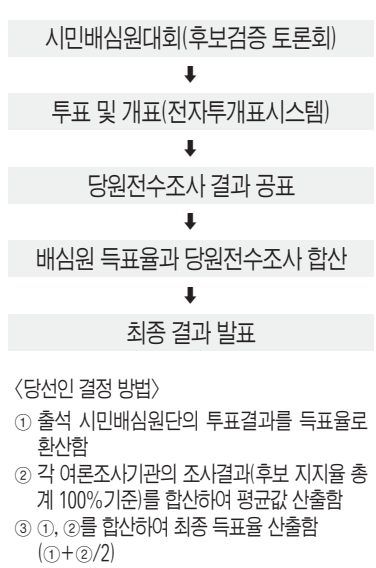 시민배심원대회(후보검증 토론회)
⬇
투표 및 개표(전자투개표시스템)
⬇
당원전수조사 결과 공표
⬇
배심원 득표율과 당원전수조사 합산
⬇
최종 결과 발표
〈당선인 결정 방법〉
① 출석 시민배심원단의 투표결과를 득표율로
환산함
② 각 여론조사기관의 조사결과(후보 지지율 총
계 100%기준)를 합산하여 평균값 산출함
③ ①, ②를 합산하여 최종 득표율 산출함
(①+②/2)